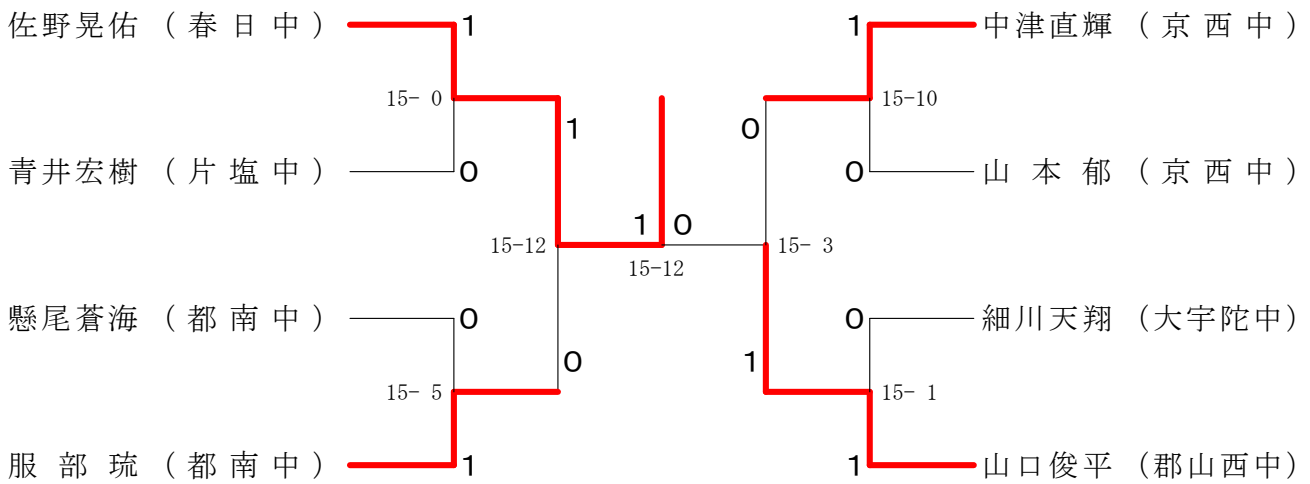 佐野晃佑 （ 春 日 中 ） 1 1 中津直輝 （ 京 西 中 ）
15- 0 1 0 15-10
青井宏樹 （ 片 塩 中 ） 0 0 山 本 郁 （ 京 西 中 ）
15-12 1 0 15- 3
15-12
懸尾蒼海 （ 都 南 中 ） 0 0 細川天翔 （大宇陀中）
15- 5 0 1 15- 1
服 部 琉 （ 都 南 中 ） 1 1 山口俊平 （郡山西中）